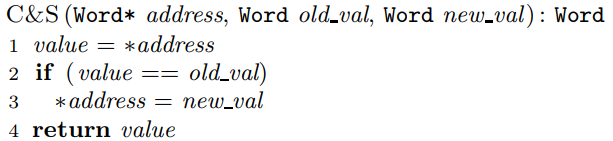 C&S(Word* address, Word old_val, Word new_val): Word
1 value = *address
2 if (value == old_val)
3 *address = new_val
4 return value